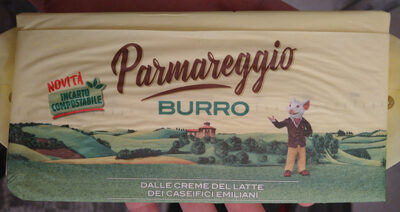 NOVITÀ
INCARTO
COMPOSTABILE
Parmareggio
BURRO
DALLE CREME DEL LATTE
DEI CASEIFICI EMILIANI